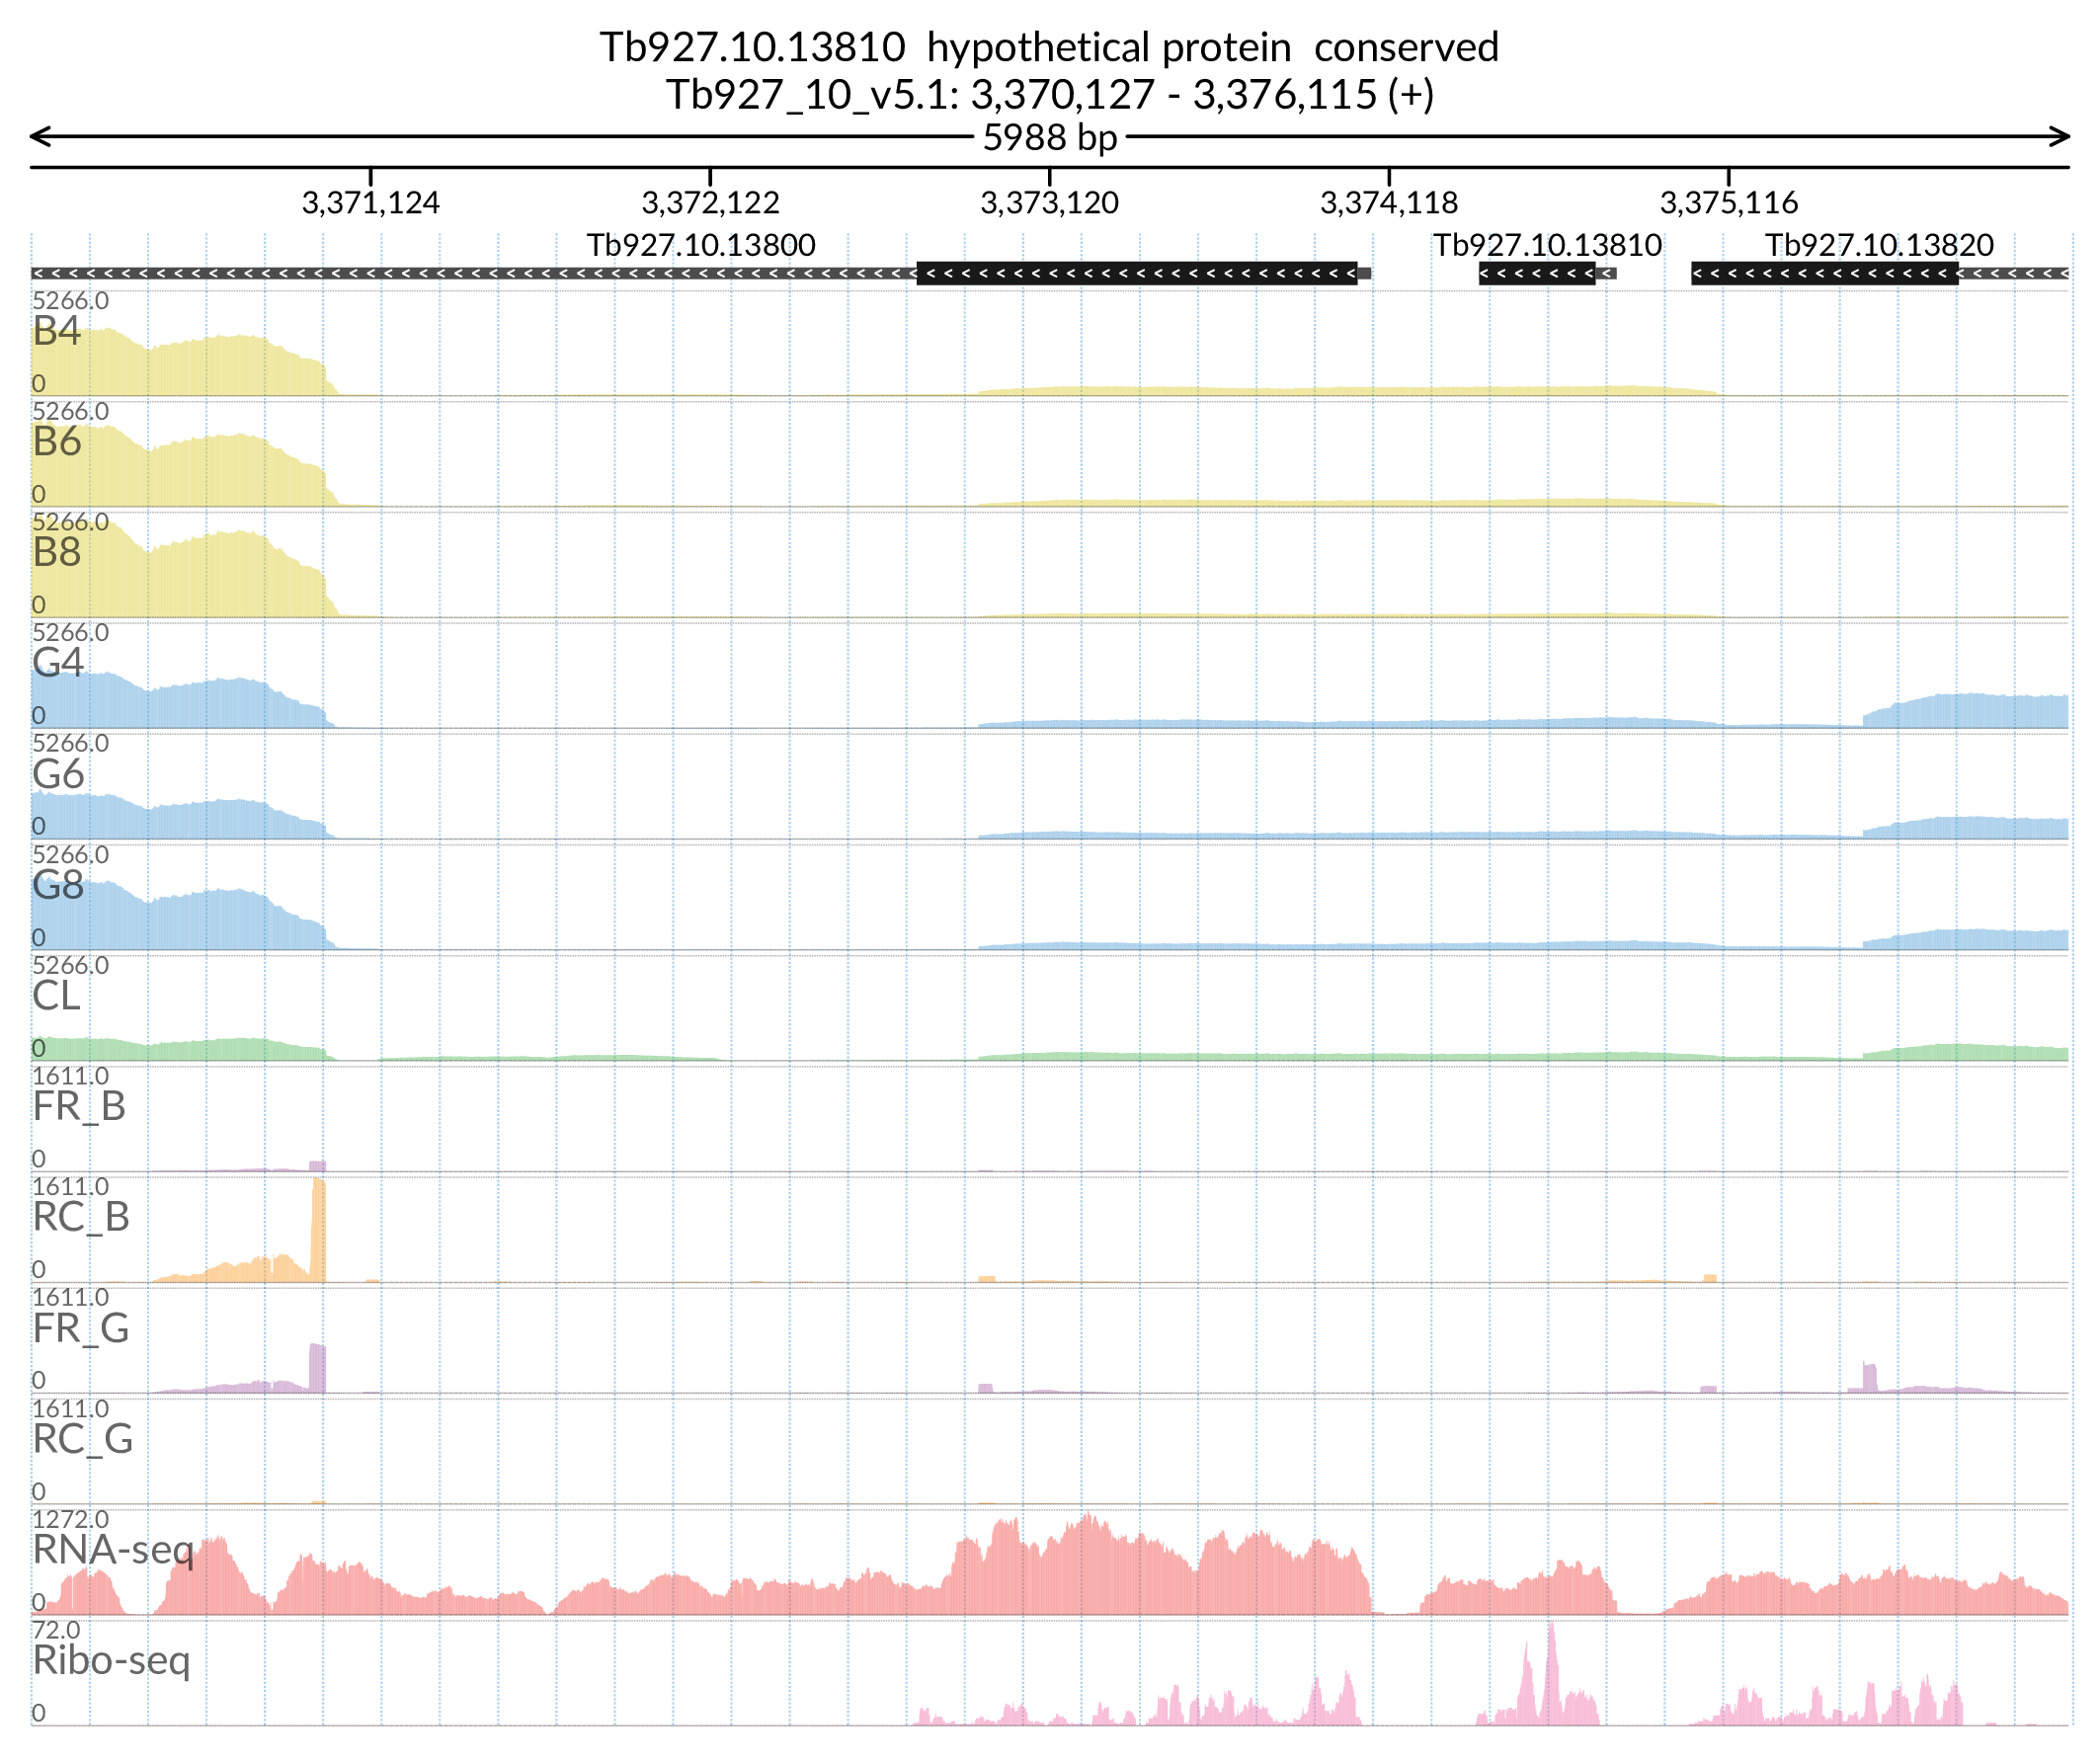 Tb927.10.13810 hypothetical protein conserved
Tb927_10_v5.1: 3,370,127 - 3,376,115 (+)
5988 bp
3,371,124 3,372,122 3,373,120 3,374,118 3,375,116
Tb927.10.13800 Tb927.10.13810 Tb927.10.13820
5266.0
B4
0
5266.0
B6
0
5266.0
B8
0
5266.0
G4
0
5266.0
G6
0
5266.0
G8
0
5266.0
CL
0
1611.0
FR_B
0
1611.0
RC_B
0
1611.0
FR_G
0
1611.0
RC_G
0
1272.0
RNA-seq
0
72.0
Ribo-seq
0